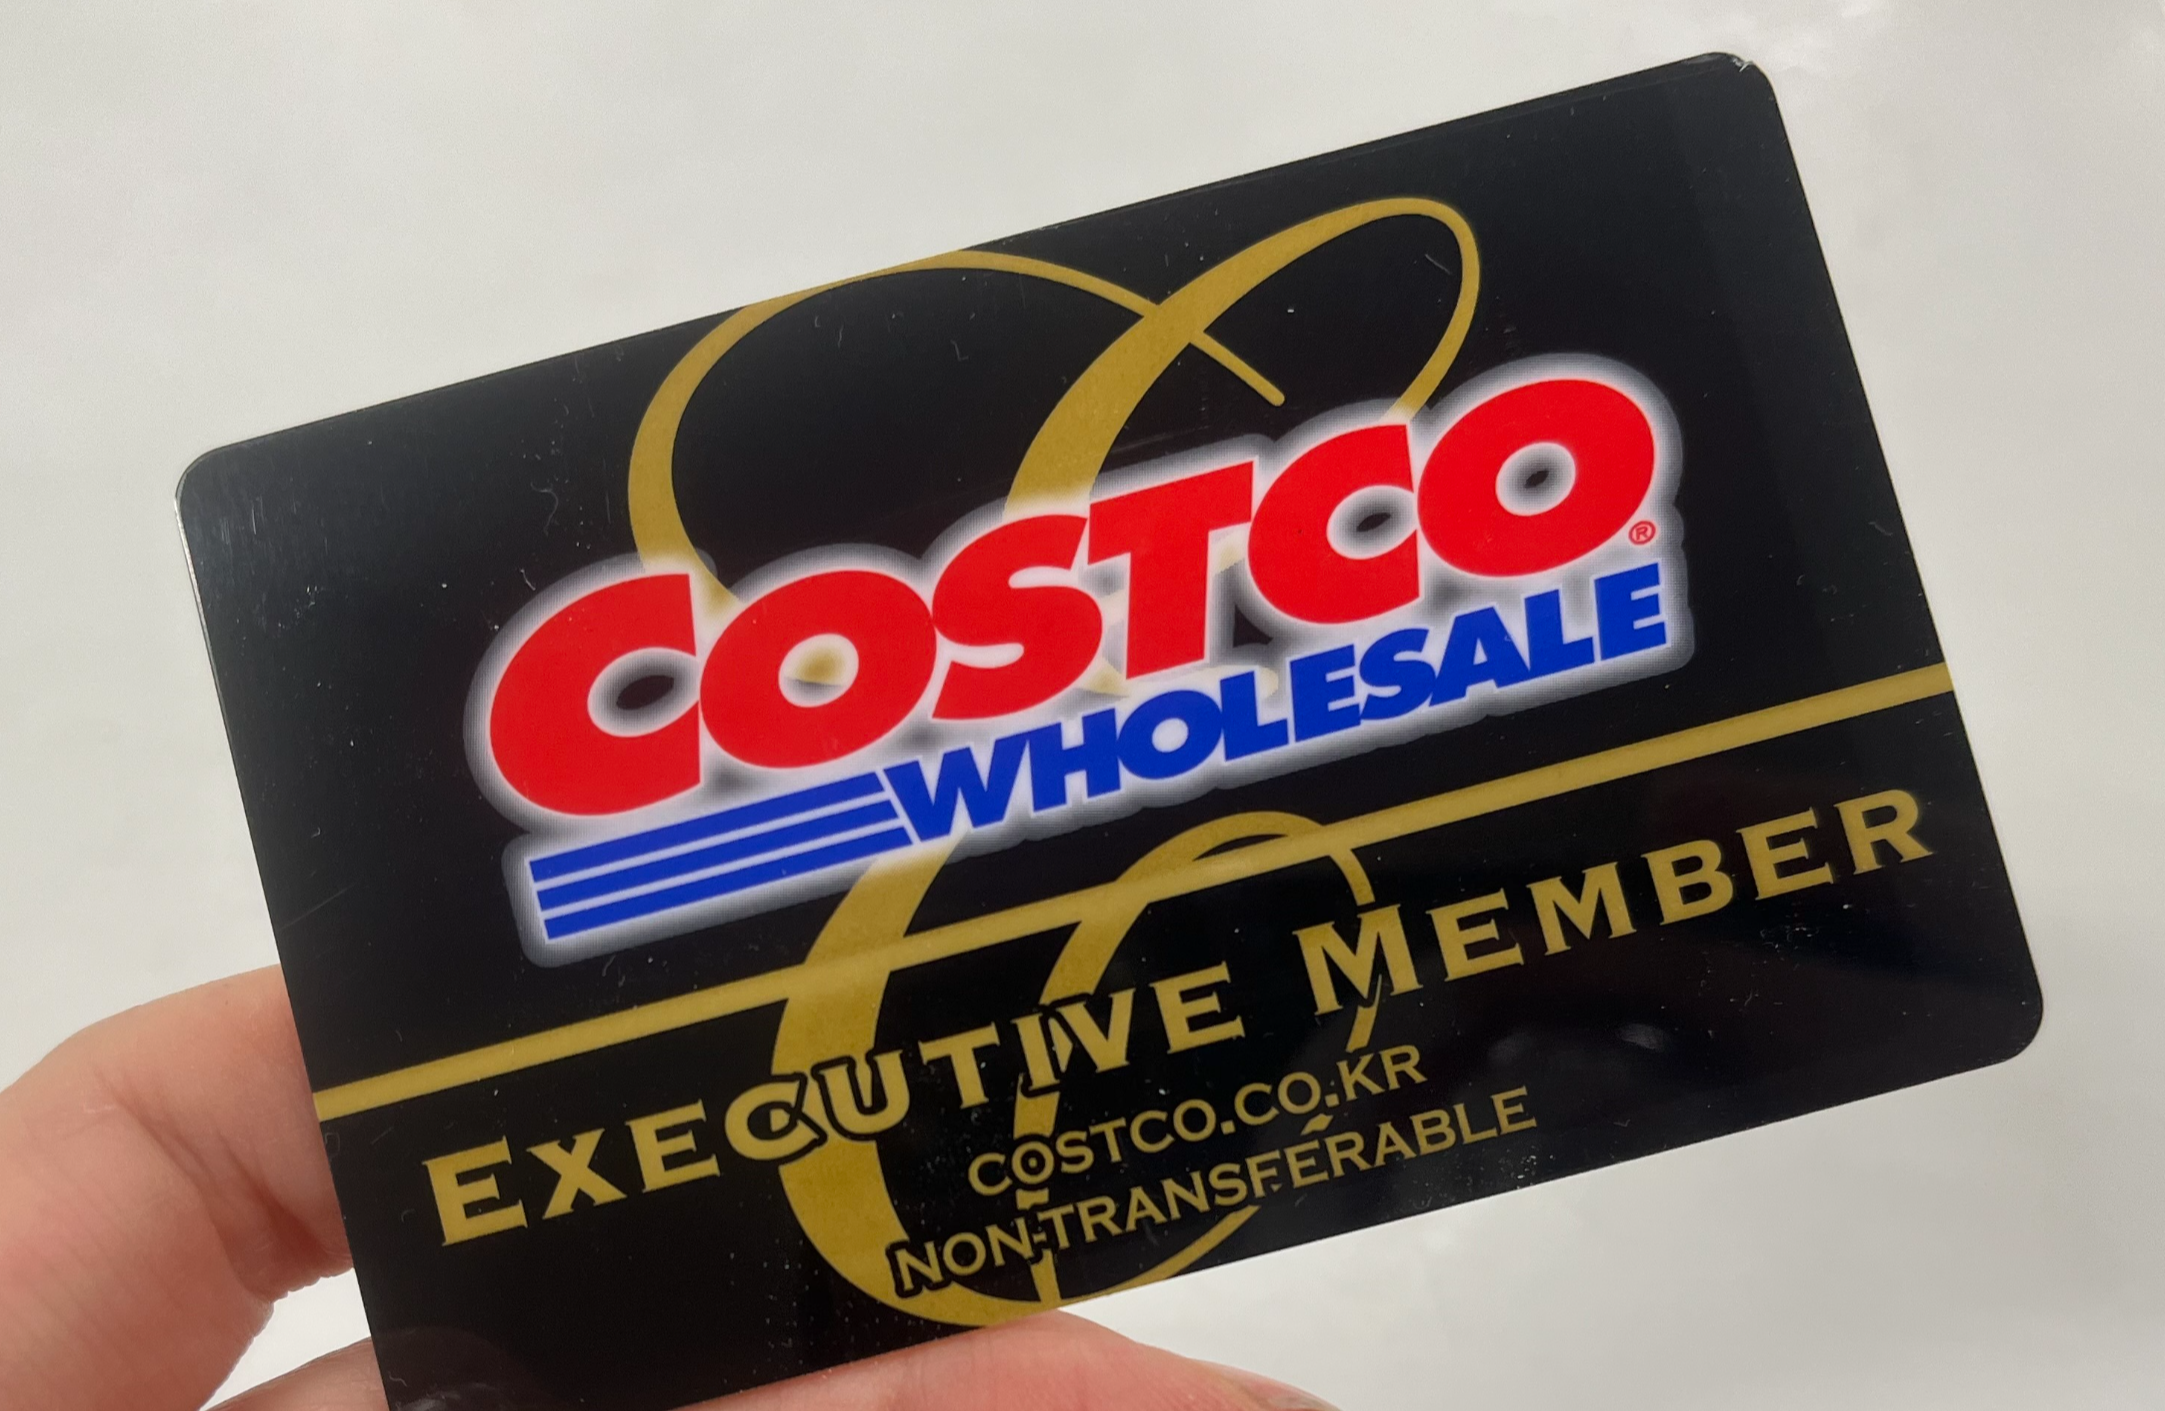 COSTCO®
WHOLESALE
EXECUTIVE MEMBER
COSTCO.CO.KR
NON-TRANSFERABLE